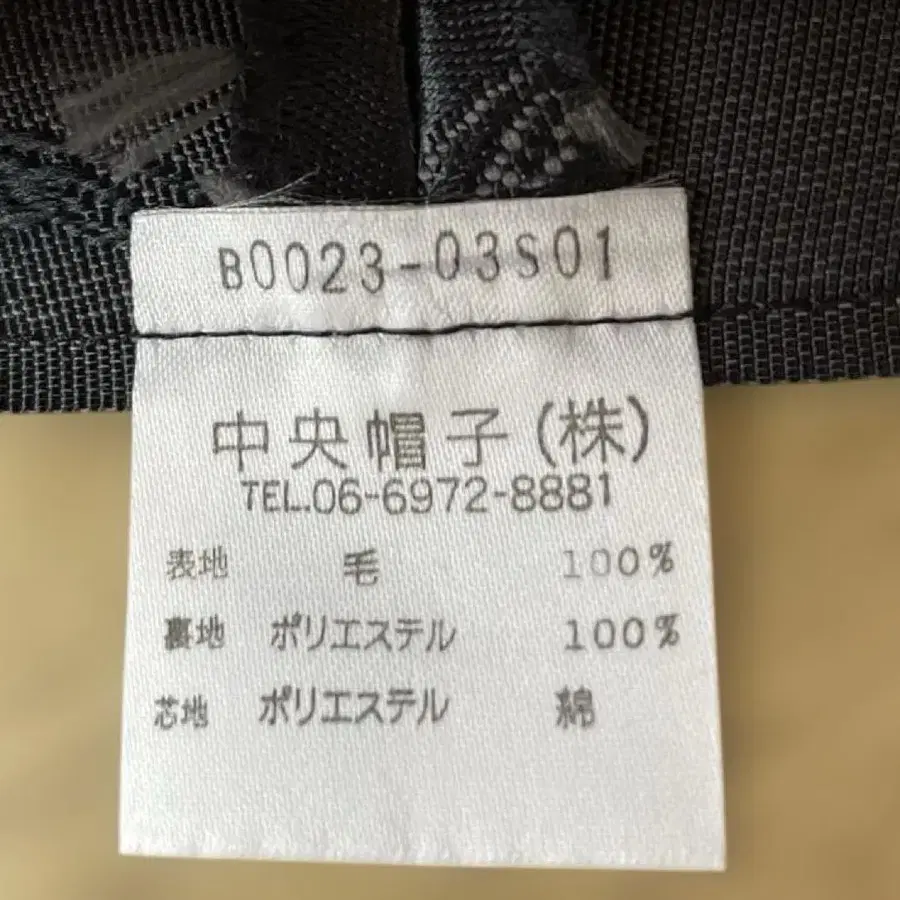 B0023-03S01
中央帽子(株)
TEL.06-6972-8881
表地 毛 100%
裏地 ポリエステル 100%
芯地 ポリエステル 綿